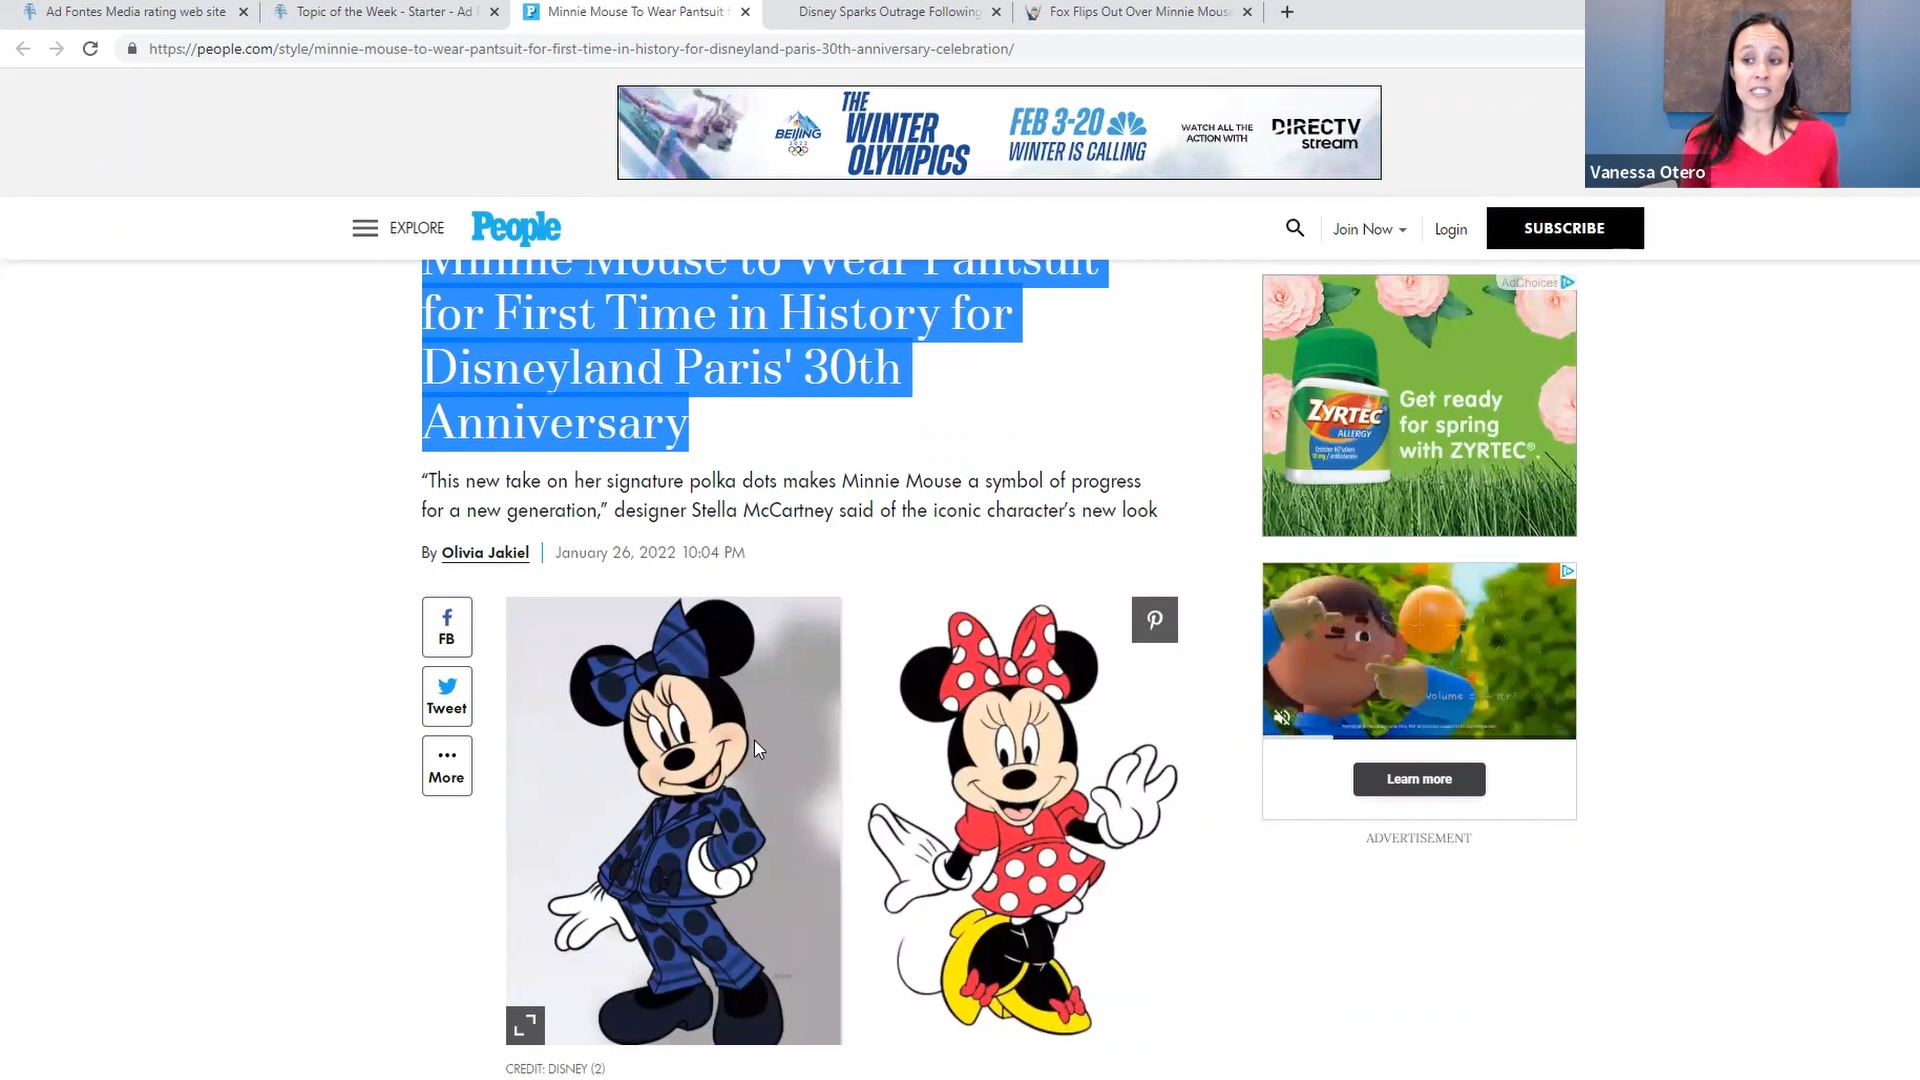 Ad Fontes Media rating web site
Topic of the Week - Starter - Ad
Minnie Mouse To Wear Pantsuit
Disney Sparks Outrage Following
Fox Flips Out Over Minnie Mous
https://people.com/style/minnie-mouse-to-wear-pantsuit-for-first-time-in-history-for-disneyland-paris-30th-anniversary-celebration/
Vanessa Otero
BEIJING
2022
THE
WINTER
OLYMPICS
FEB 3-20
WINTER IS CALLING
WATCH ALL THE
ACTION WITH
DIRECTV
stream
EXPLORE
People
Join Now
Login
SUBSCRIBE
Minnie Mouse to Wear Pantsuit
for First Time in History for
Disneyland Paris' 30th
Anniversary
“This new take on her signature polka dots makes Minnie Mouse a symbol of progress
for a new generation,” designer Stella McCartney said of the iconic character’s new look
By Olivia Jakiel
January 26, 2022 10:04 PM
FB
Tweet
More
CREDIT: DISNEY (2)
AdChoices
ZYRTEC
ALLERGY
Get ready
for spring
with ZYRTEC®.
volume =
Learn more
ADVERTISEMENT